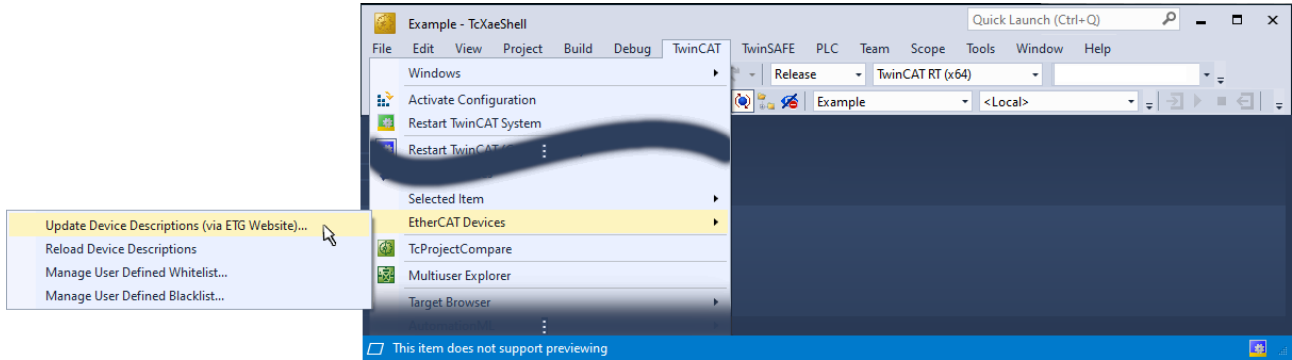 Example - TcXaeShell
Quick Launch (Ctrl+Q)
File Edit View Project Build Debug TwinCAT TwinSAFE PLC Team Scope Tools Window Help
Windows
Release
TwinCAT RT (x64)
Activate Configuration
Example
<Local>
Restart TwinCAT System
Restart TwinCAT
Selected Item
EtherCAT Devices
Update Device Descriptions (via ETG Website)...
Reload Device Descriptions
Manage User Defined Whitelist...
Manage User Defined Blacklist...
TcProjectCompare
Multiuser Explorer
Target Browser
This item does not support previewing